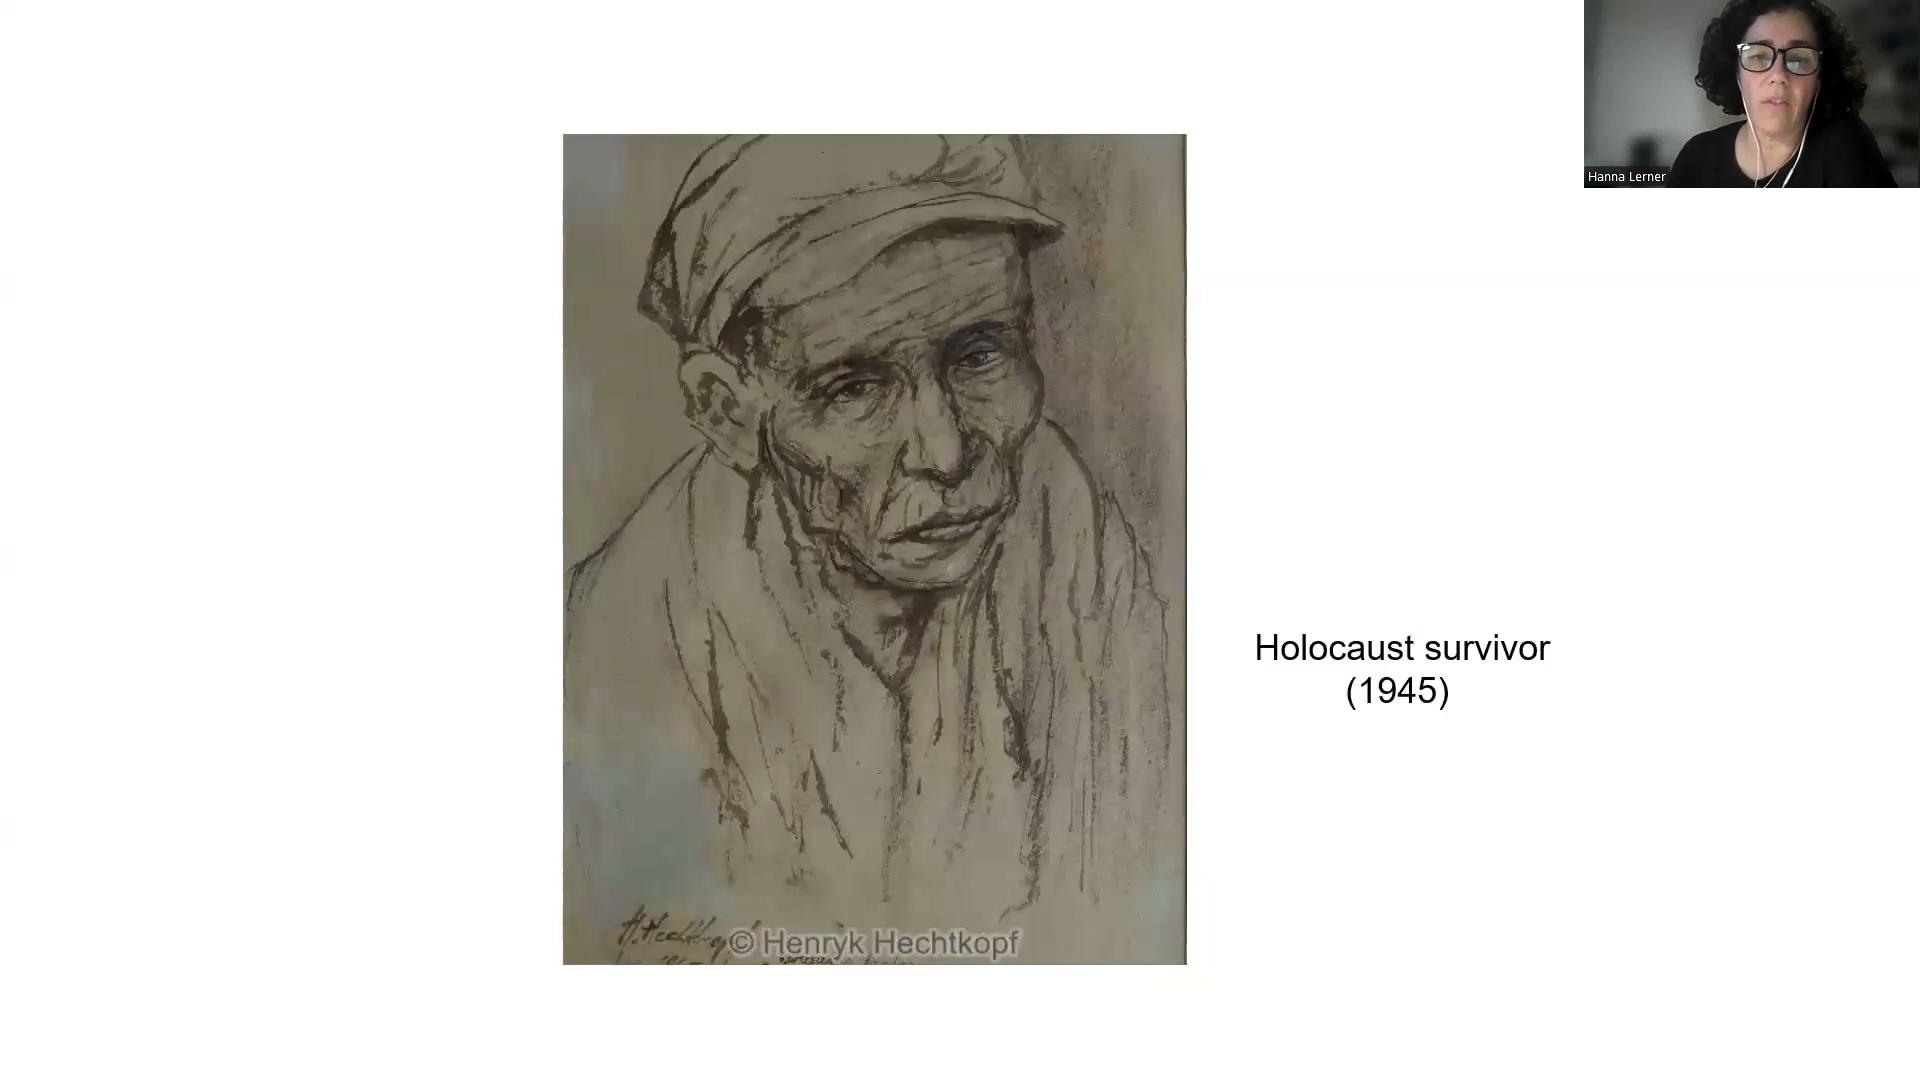 Hanna Lerner
Holocaust survivor
(1945)
© Henryk Hechtkopf